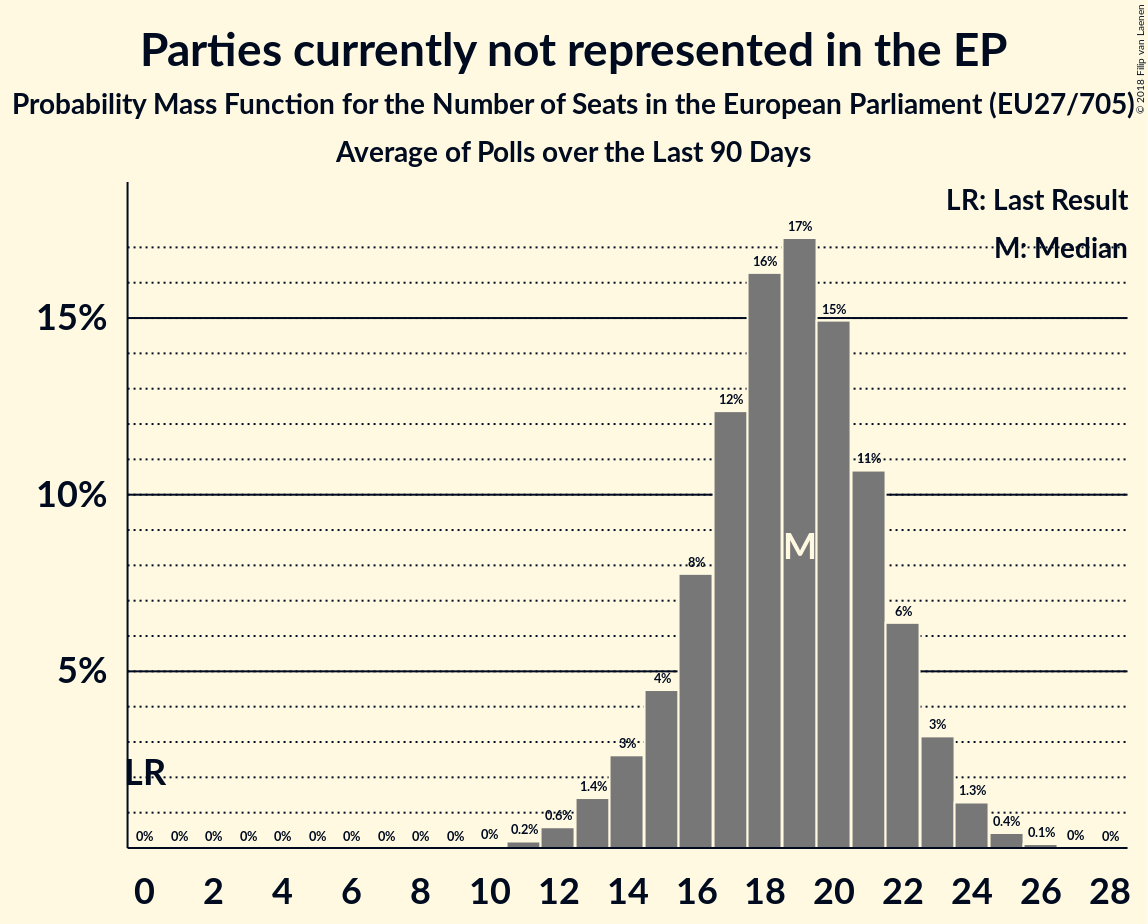 Parties currently not represented in the EP
Probability Mass Function for the Number of Seats in the European Parliament (EU27/705)
Average of Polls over the Last 90 Days
© 2018 Filip van Laenen
LR: Last Result
M: Median
17%
16%
15%
15%
12%
11%
10%
M
8%
6%
5%
4%
3%
3%
LR
1.4%
1.3%
0.6%
0.4%
0.2%
0.1%
0% 0% 0% 0% 0% 0% 0% 0% 0% 0% 0% 0% 0%
0 2 4 6 8 10 12 14 16 18 20 22 24 26 28